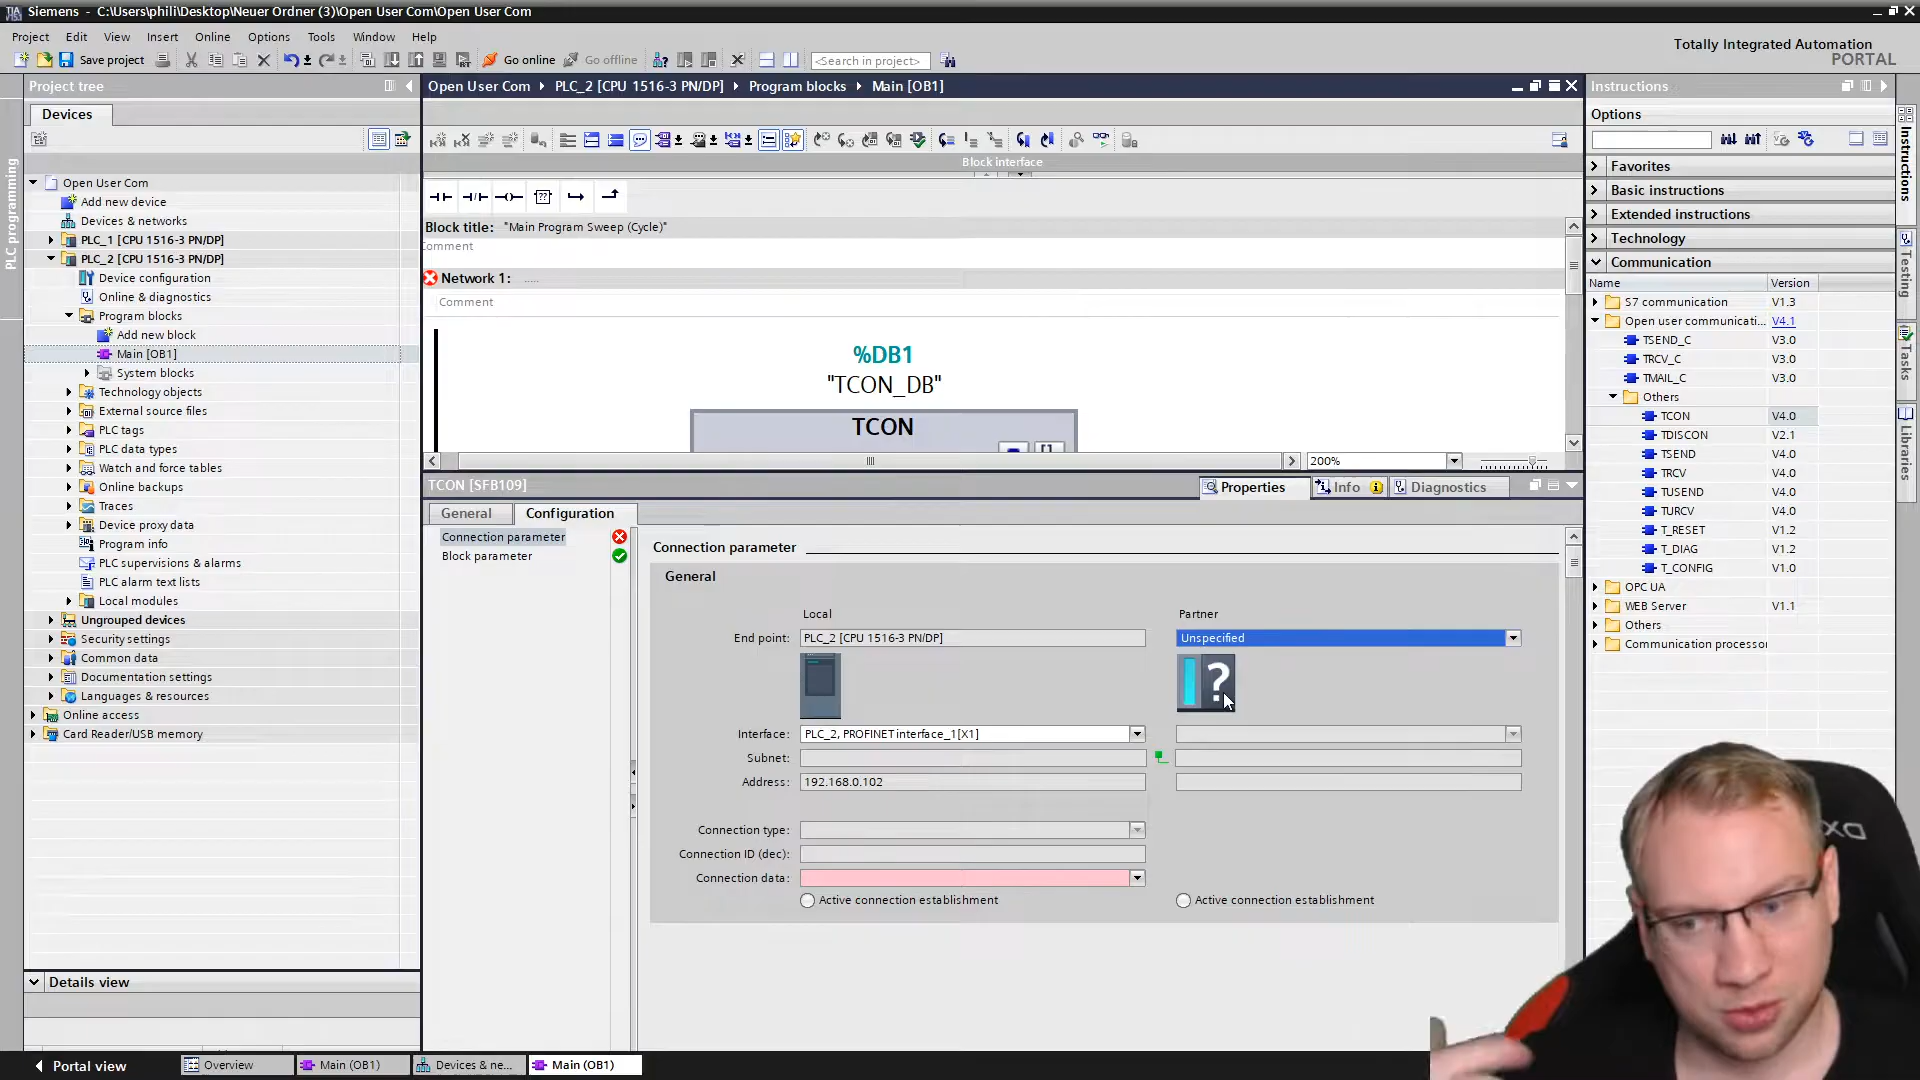 Siemens - C:\Users\phili\Desktop\Neuer Ordner (3)\Open User Com\Open User Com
Project Edit View Insert Online Options Tools Window Help
Totally Integrated Automation
PORTAL
Save project
Go online
Go offline
<Search in project>
Project tree
Devices
PLC programming
Open User Com
Add new device
Devices & networks
PLC_1 [CPU 1516-3 PN/DP]
PLC_2 [CPU 1516-3 PN/DP]
Device configuration
Online & diagnostics
Program blocks
Add new block
Main [OB1]
System blocks
Technology objects
External source files
PLC tags
PLC data types
Watch and force tables
Online backups
Traces
Device proxy data
Program info
PLC supervisions & alarms
PLC alarm text lists
Local modules
Ungrouped devices
Security settings
Common data
Documentation settings
Languages & resources
Online access
Card Reader/USB memory
Details view
Open User Com PLC_2 [CPU 1516-3 PN/DP] Program blocks Main [OB1]
Block interface
Block title: "Main Program Sweep (Cycle)"
Comment
Network 1: .....
Comment
%DB1
"TCON_DB"
TCON
200%
TCON [SFB109]
Properties
Info
Diagnostics
General
Configuration
Connection parameter
Block parameter
Connection parameter
General
Local
Partner
End point: PLC_2 [CPU 1516-3 PN/DP]
Unspecified
?
Interface: PLC_2, PROFINET interface_1[X1]
Subnet:
Address: 192.168.0.102
Connection type:
Connection ID (dec):
Connection data:
Active connection establishment
Active connection establishment
Instructions
Options
Favorites
Basic instructions
Extended instructions
Technology
Communication
Name Version
S7 communication V1.3
Open user communicati... V4.1
TSEND_C V3.0
TRCV_C V3.0
TMAIL_C V3.0
Others
TCON V4.0
TDISCON V2.1
TSEND V4.0
TRCV V4.0
TUSEND V4.0
TURCV V4.0
T_RESET V1.2
T_DIAG V1.2
T_CONFIG V1.0
OPC UA
WEB Server V1.1
Others
Communication processor
Instructions
Testing
Tasks
Libraries
Portal view
Overview
Main (OB1)
Devices & ne...
Main (OB1)